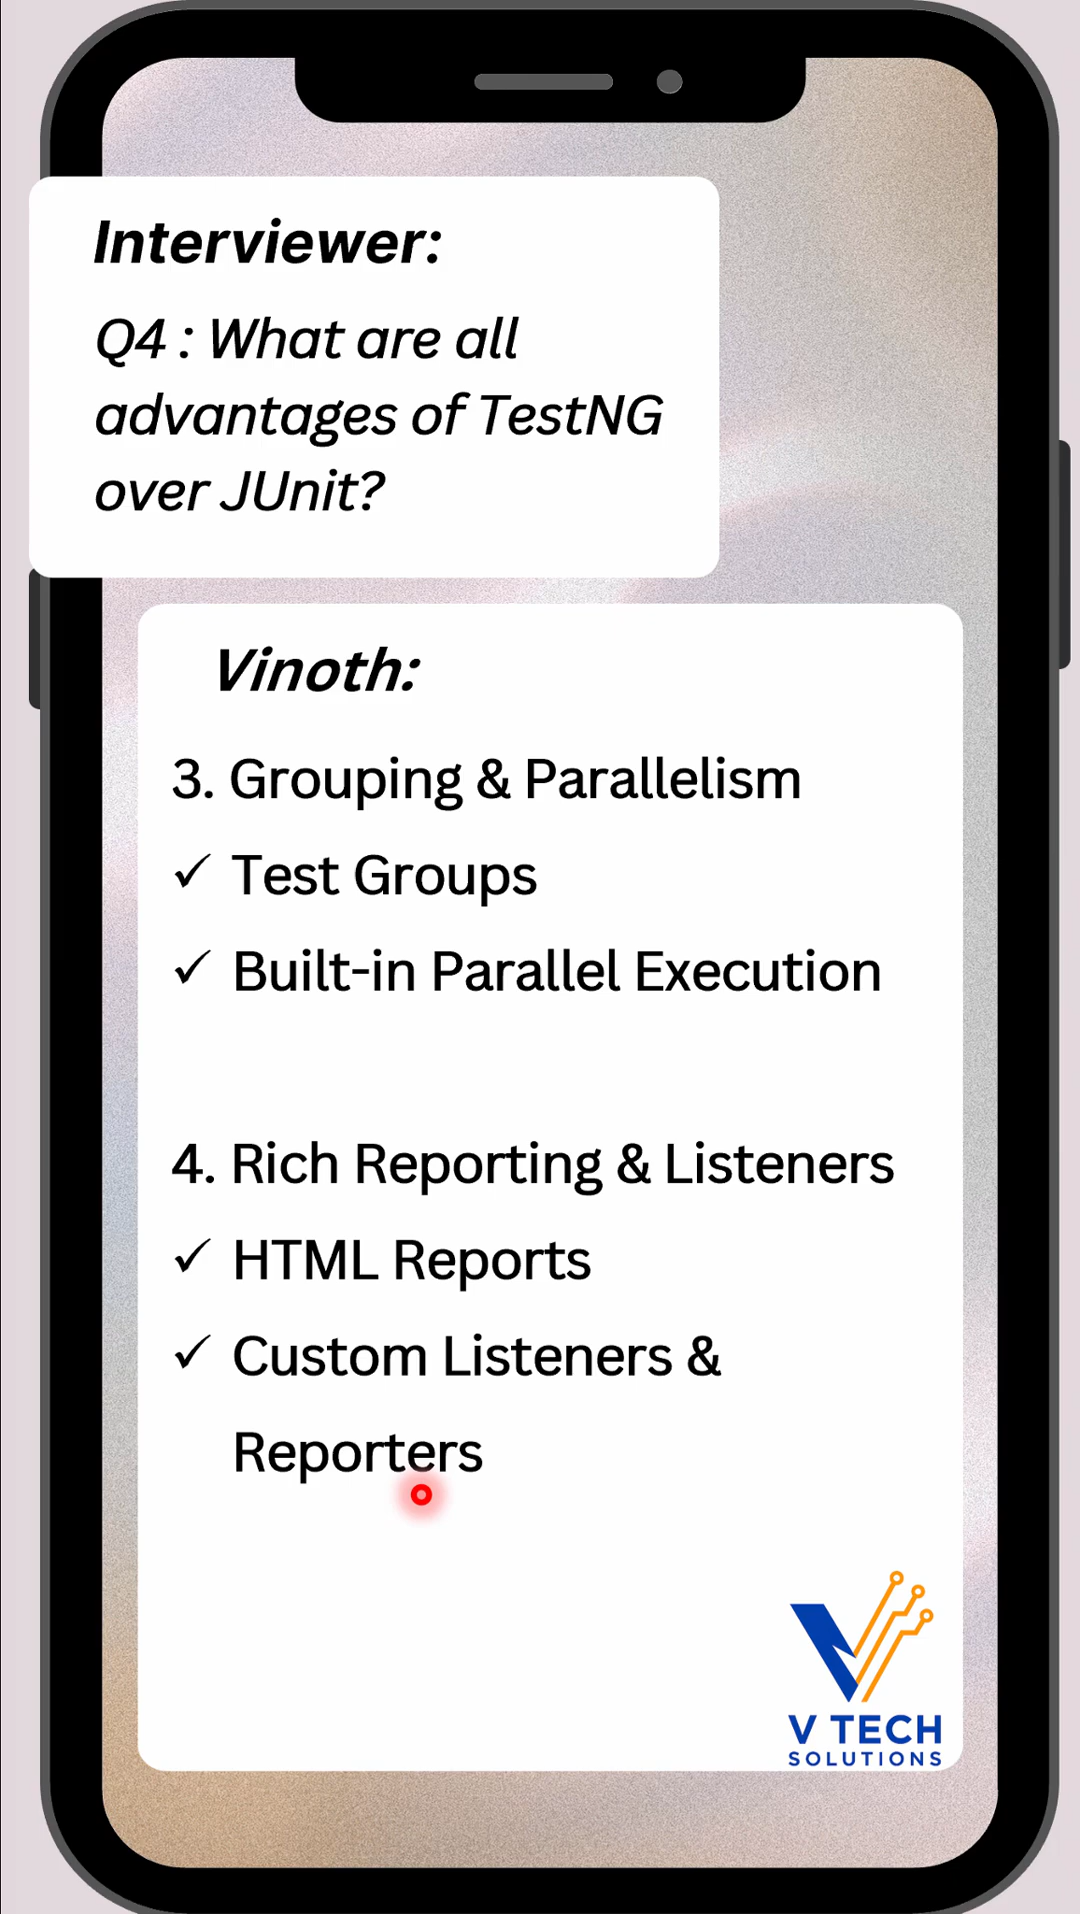 Interviewer:
Q4 : What are all
advantages of TestNG
over JUnit?
Vinoth:
3. Grouping & Parallelism
✓ Test Groups
✓ Built-in Parallel Execution
4. Rich Reporting & Listeners
✓ HTML Reports
✓ Custom Listeners &
Reporters
V TECH
SOLUTIONS